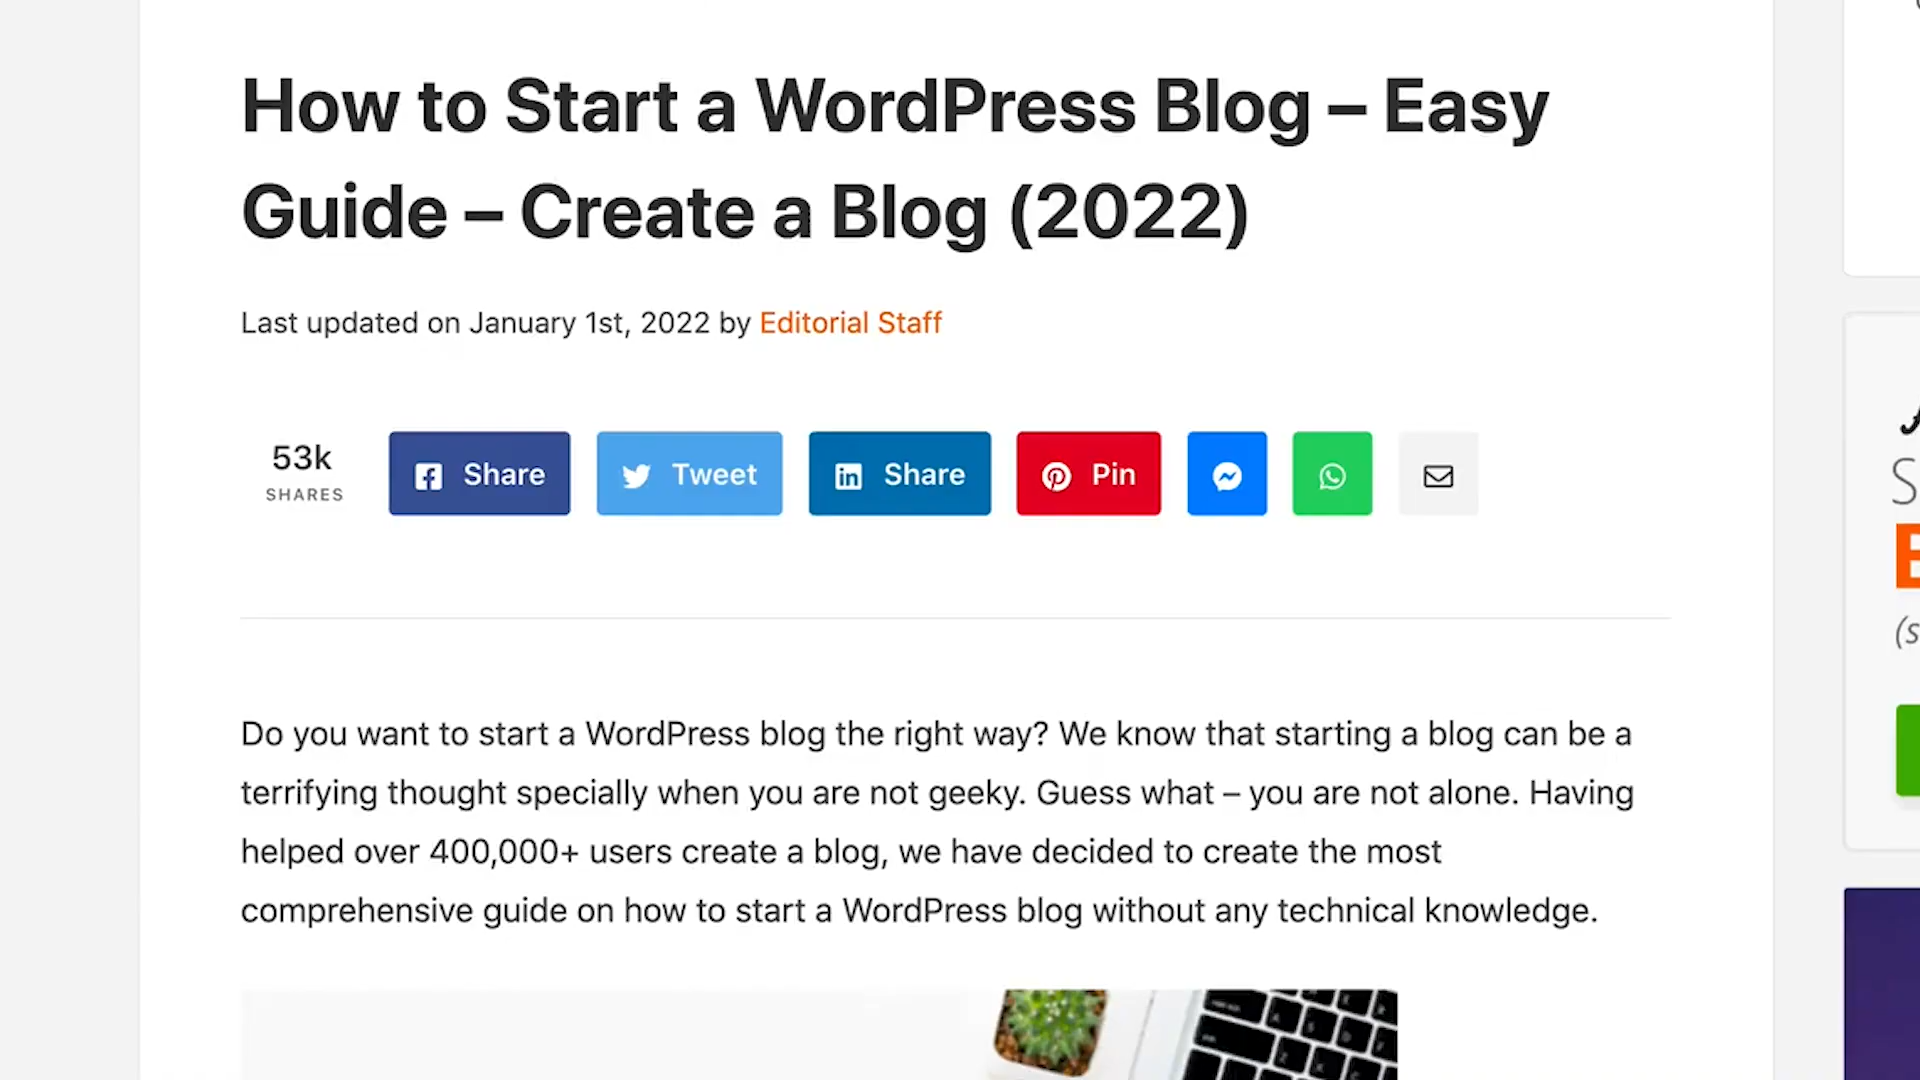 How to Start a WordPress Blog – Easy
Guide – Create a Blog (2022)
Last updated on January 1st, 2022 by Editorial Staff
53k
SHARES
Share
Tweet
Share
Pin
Do you want to start a WordPress blog the right way? We know that starting a blog can be a
terrifying thought specially when you are not geeky. Guess what – you are not alone. Having
helped over 400,000+ users create a blog, we have decided to create the most
comprehensive guide on how to start a WordPress blog without any technical knowledge.